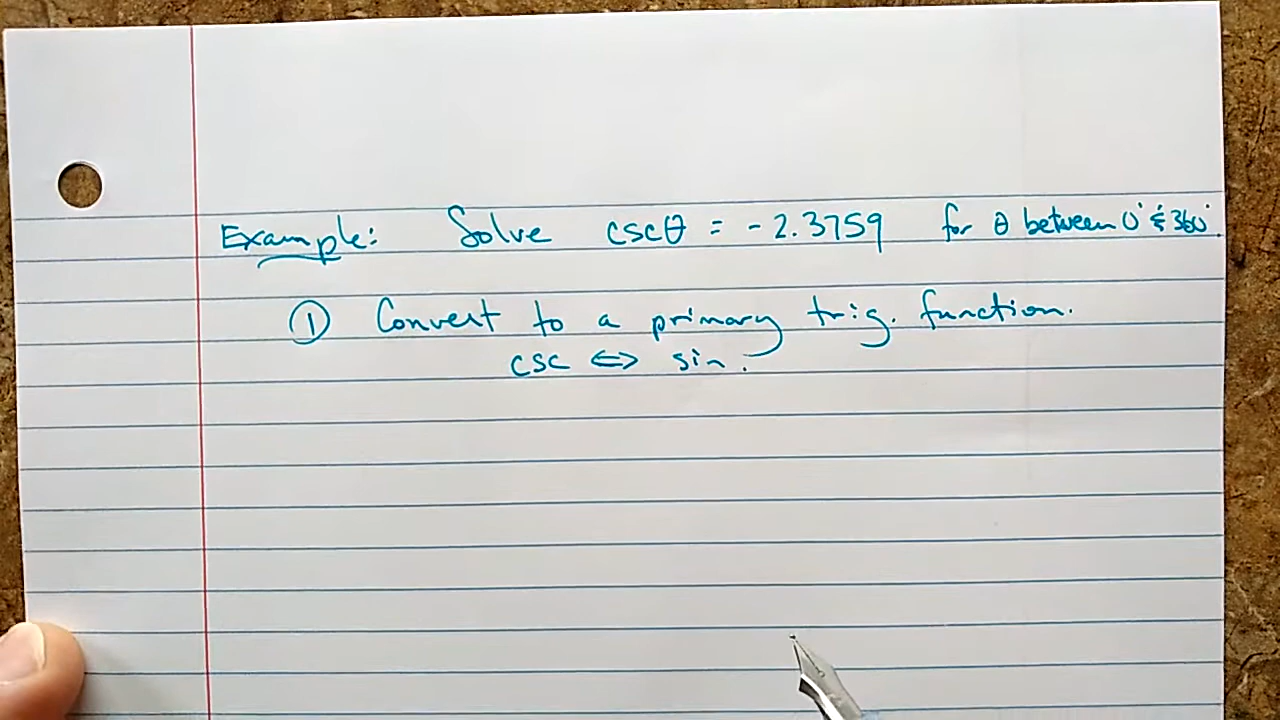 Example: Solve cscθ = -2.3759 for θ between 0° & 360°.
① Convert to a primary trig. function.
csc ⇔ sin.